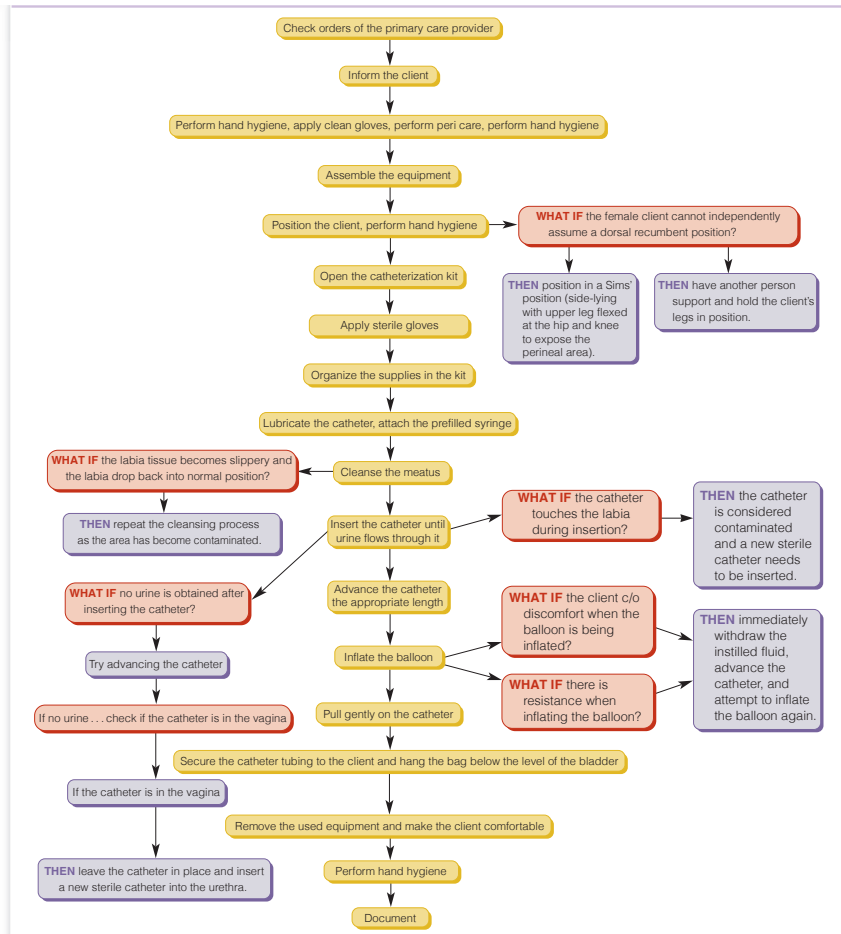 Check orders of the primary care provider
Inform the client
Perform hand hygiene, apply clean gloves, perform peri care, perform hand hygiene
Assemble the equipment
Position the client, perform hand hygiene
WHAT IF the female client cannot independently
assume a dorsal recumbent position?
THEN position in a Sims'
position (side-lying
with upper leg flexed
at the hip and knee
to expose the
perineal area).
THEN have another person
support and hold the client's
legs in position.
Open the catheterization kit
Apply sterile gloves
Organize the supplies in the kit
Lubricate the catheter, attach the prefilled syringe
Cleanse the meatus
WHAT IF the labia tissue becomes slippery and
the labia drop back into normal position?
THEN repeat the cleansing process
as the area has become contaminated.
Insert the catheter until
urine flows through it
WHAT IF the catheter
touches the labia
during insertion?
THEN the catheter
is considered
contaminated
and a new sterile
catheter needs
to be inserted.
WHAT IF no urine is obtained after
inserting the catheter?
Try advancing the catheter
If no urine . . . check if the catheter is in the vagina
If the catheter is in the vagina
THEN leave the catheter in place and insert
a new sterile catheter into the urethra.
Advance the catheter
the appropriate length
Inflate the balloon
WHAT IF the client c/o
discomfort when the
balloon is being
inflated?
WHAT IF there is
resistance when
inflating the balloon?
THEN immediately
withdraw the
instilled fluid,
advance the
catheter, and
attempt to inflate
the balloon again.
Pull gently on the catheter
Secure the catheter tubing to the client and hang the bag below the level of the bladder
Remove the used equipment and make the client comfortable
Perform hand hygiene
Document